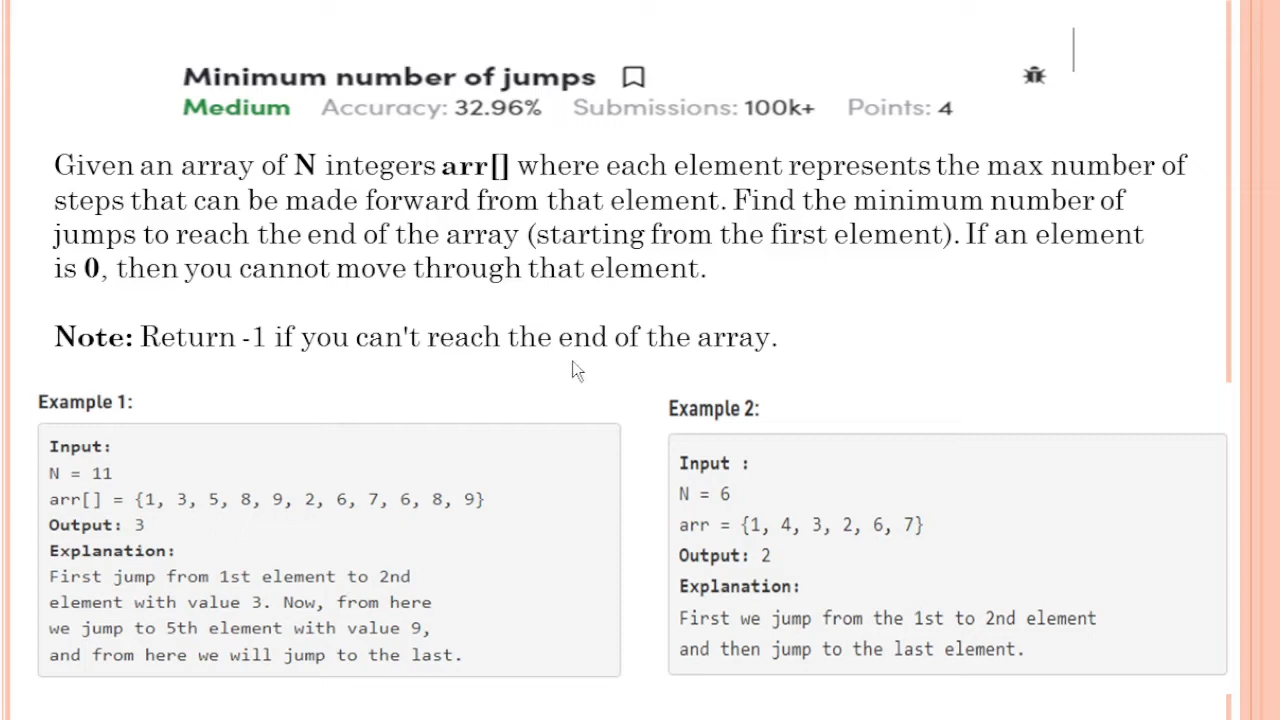 Minimum number of jumps
Medium Accuracy: 32.96% Submissions: 100k+ Points: 4
Given an array of N integers arr[] where each element represents the max number of
steps that can be made forward from that element. Find the minimum number of
jumps to reach the end of the array (starting from the first element). If an element
is 0, then you cannot move through that element.
Note: Return -1 if you can't reach the end of the array.
Example 1:
Input:
N = 11
arr[] = {1, 3, 5, 8, 9, 2, 6, 7, 6, 8, 9}
Output: 3
Explanation:
First jump from 1st element to 2nd
element with value 3. Now, from here
we jump to 5th element with value 9,
and from here we will jump to the last.
Example 2:
Input :
N = 6
arr = {1, 4, 3, 2, 6, 7}
Output: 2
Explanation:
First we jump from the 1st to 2nd element
and then jump to the last element.